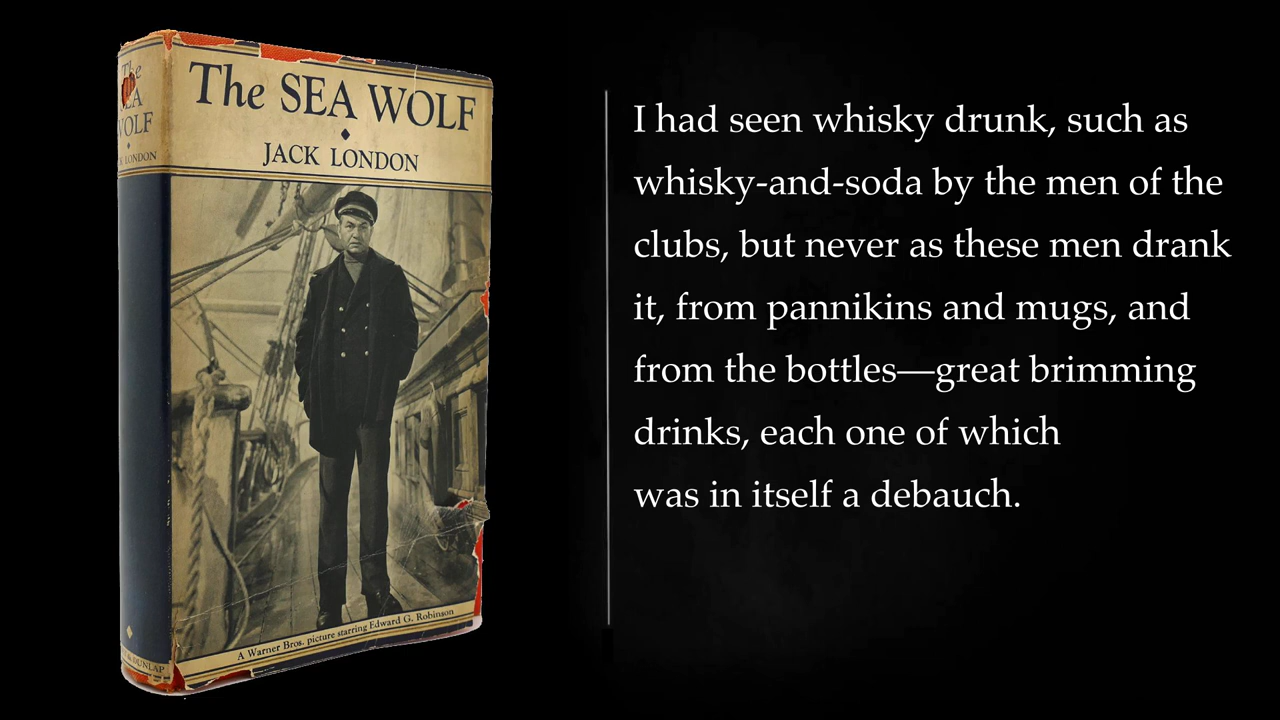 The
SEA
WOLF
LONDON
DUNLAP
The SEA WOLF
JACK LONDON
A Warner Bros. picture starring Edward G. Robinson
I had seen whisky drunk, such as
whisky-and-soda by the men of the
clubs, but never as these men drank
it, from pannikins and mugs, and
from the bottles—great brimming
drinks, each one of which
was in itself a debauch.